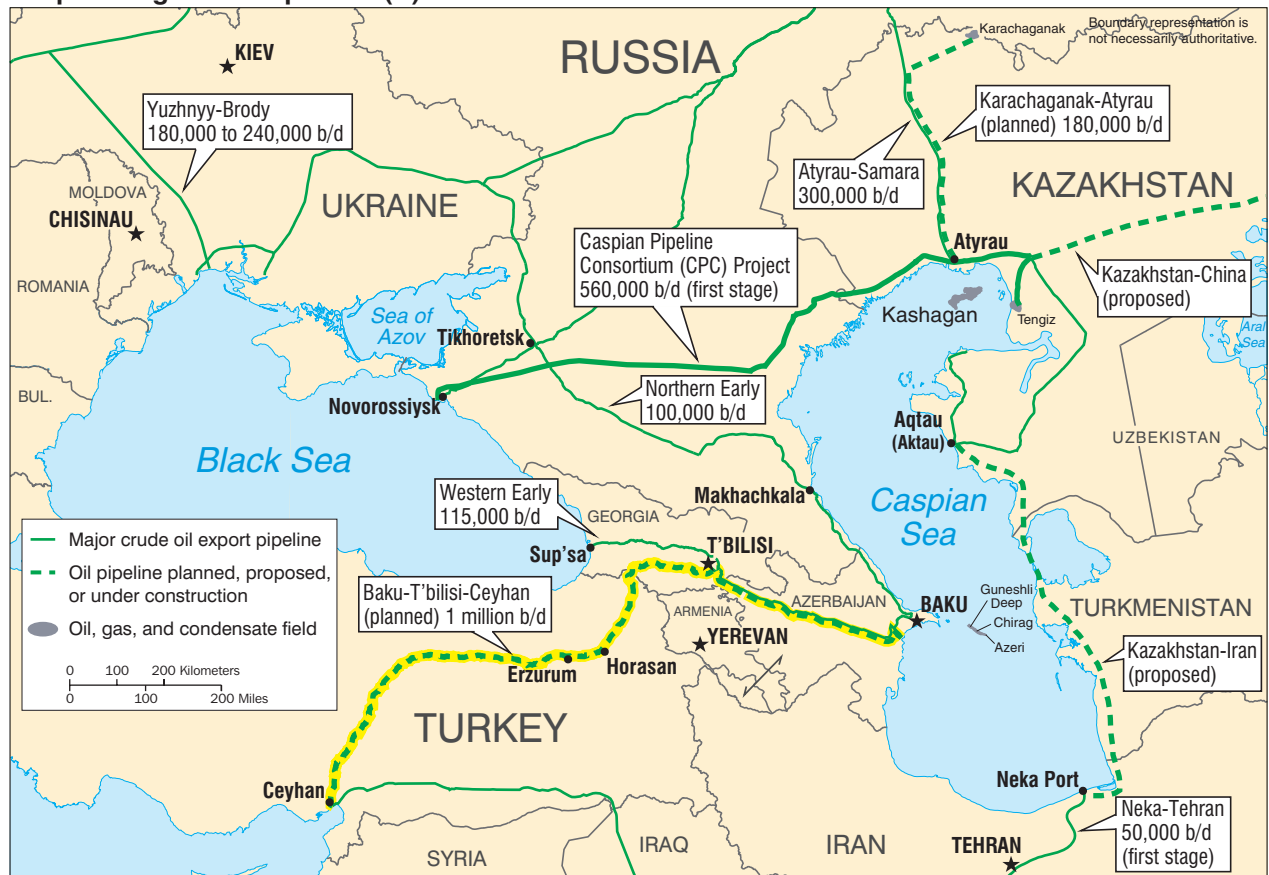 Karachaganak
Boundary representation is
not necessarily authoritative.
KIEV
RUSSIA
Yuzhnyy-Brody
180,000 to 240,000 b/d
Karachaganak-Atyrau
(planned) 180,000 b/d
Atyrau-Samara
300,000 b/d
MOLDOVA
CHISINAU
UKRAINE
KAZAKHSTAN
Caspian Pipeline
Consortium (CPC) Project
560,000 b/d (first stage)
Atyrau
Kazakhstan-China
(proposed)
ROMANIA
Kashagan
Tengiz
Sea of
Azov
Tikhoretsk
Aral
Sea
BUL.
Novorossiysk
Northern Early
100,000 b/d
Aqtau
(Aktau)
UZBEKISTAN
Black Sea
Makhachkala
Caspian
Sea
Western Early
115,000 b/d
GEORGIA
Sup'sa
T'BILISI
Major crude oil export pipeline
Oil pipeline planned, proposed,
or under construction
Oil, gas, and condensate field
0 100 200 Kilometers
0 100 200 Miles
Baku-T'bilisi-Ceyhan
(planned) 1 million b/d
ARMENIA
AZERBAIJAN
BAKU
Guneshli
Deep
Chirag
Azeri
TURKMENISTAN
YEREVAN
Erzurum
Horasan
Kazakhstan-Iran
(proposed)
TURKEY
Ceyhan
Neka Port
Neka-Tehran
50,000 b/d
(first stage)
SYRIA
IRAQ
IRAN
TEHRAN